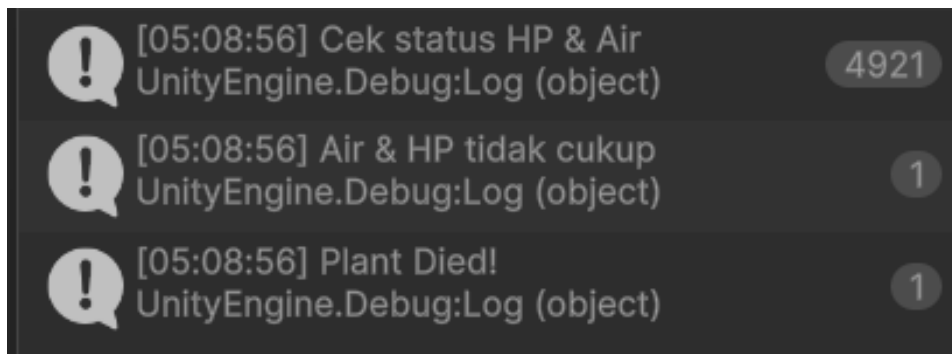 [05:08:56] Cek status HP & Air
UnityEngine.Debug:Log (object)
4921
[05:08:56] Air & HP tidak cukup
UnityEngine.Debug:Log (object)
1
[05:08:56] Plant Died!
UnityEngine.Debug:Log (object)
1